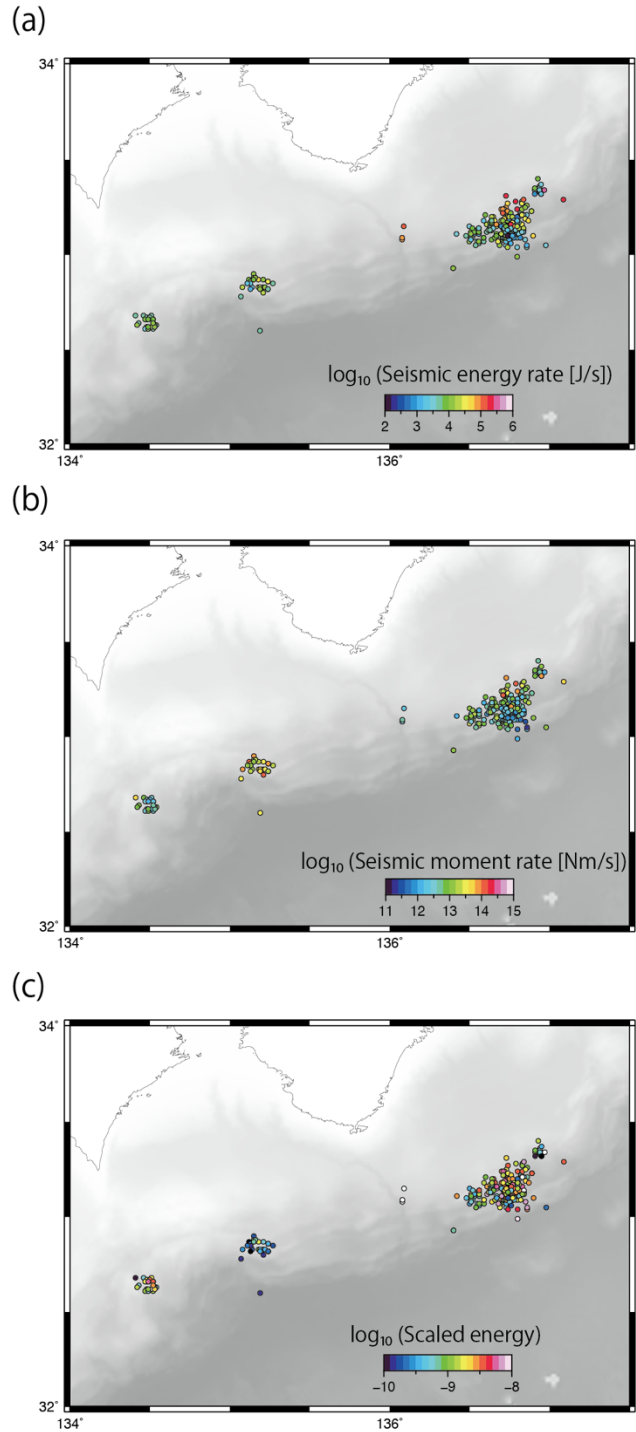 (a)
34°
log₁₀ (Seismic energy rate [J/s])
2 3 4 5 6
32°
134° 136°
(b)
34°
log₁₀ (Seismic moment rate [Nm/s])
11 12 13 14 15
32°
134° 136°
(c)
34°
log₁₀ (Scaled energy)
−10 −9 −8
32°
134° 136°